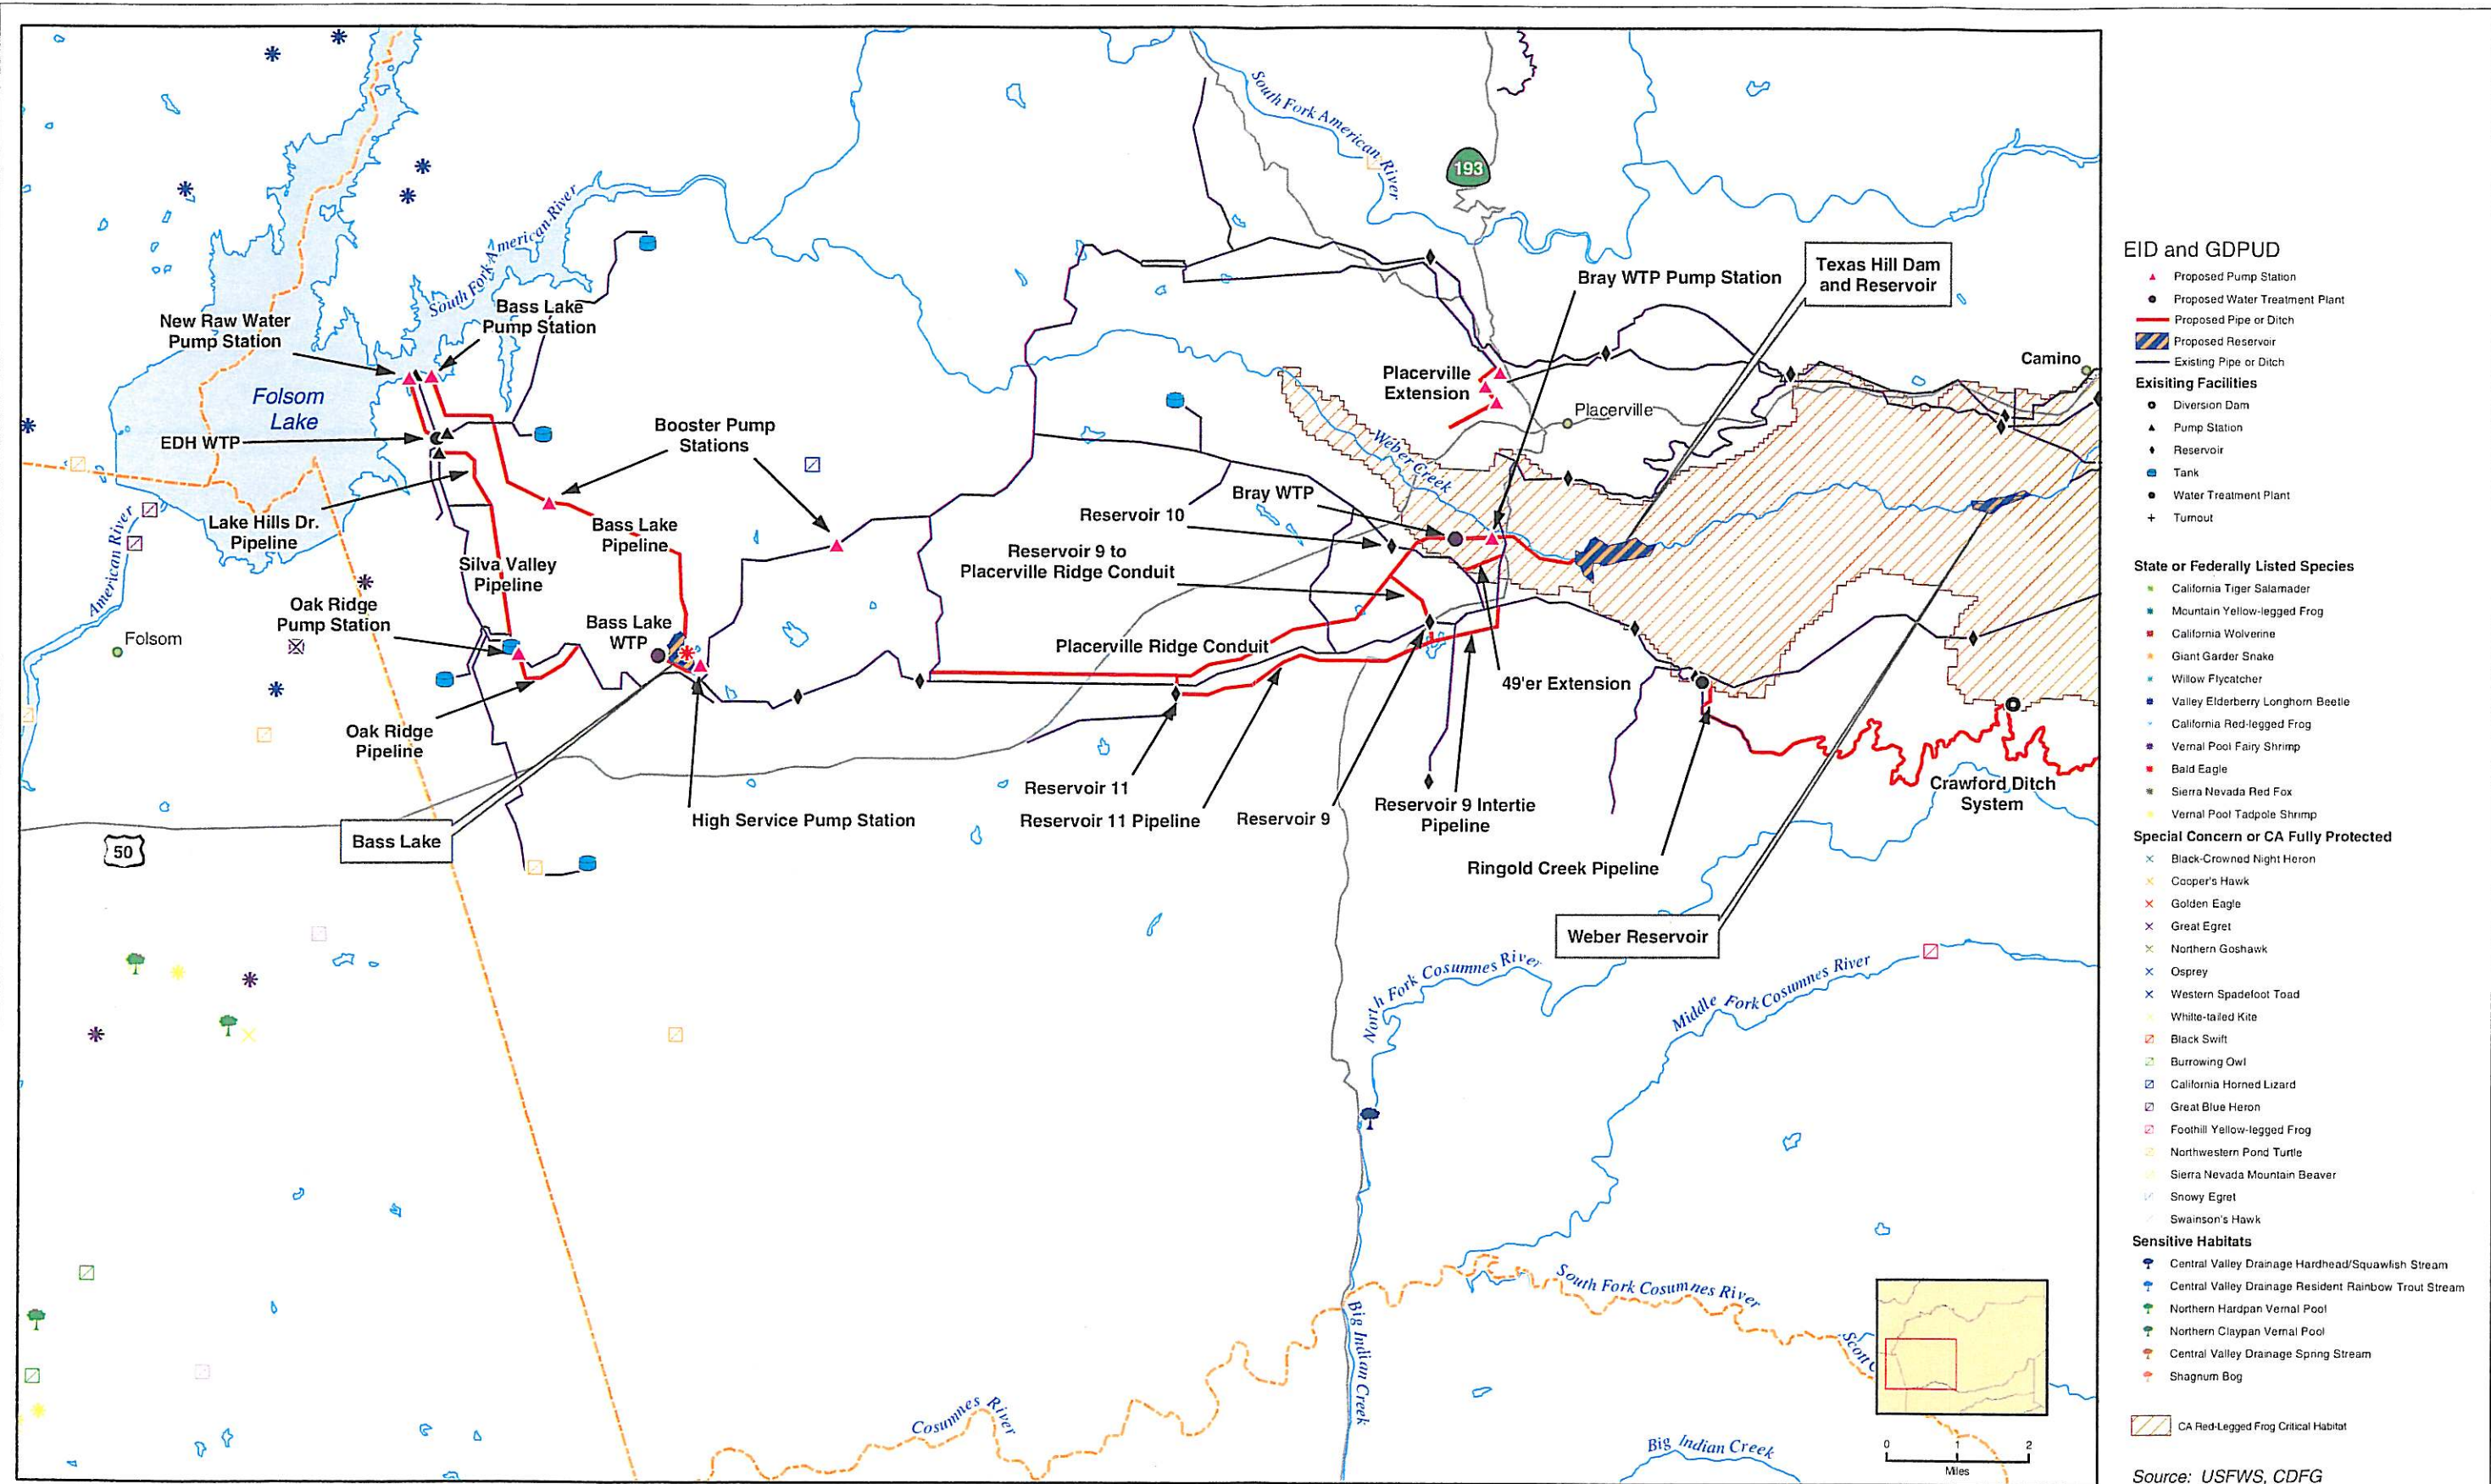 South Fork American River
193
South Fork American River
Bass Lake
Pump Station
New Raw Water
Pump Station
Folsom
Lake
EDH WTP
Booster Pump
Stations
Lake Hills Dr.
Pipeline
Bass Lake
Pipeline
American River
Silva Valley
Pipeline
Oak Ridge
Pump Station
Folsom
Bass Lake
WTP
Oak Ridge
Pipeline
Bass Lake
50
High Service Pump Station
Bray WTP Pump Station
Texas Hill Dam
and Reservoir
Camino
Placerville
Extension
Placerville
Weber Creek
Bray WTP
Reservoir 10
Reservoir 9 to
Placerville Ridge Conduit
Placerville Ridge Conduit
49'er Extension
Reservoir 11
Reservoir 11 Pipeline
Reservoir 9
Reservoir 9 Intertie
Pipeline
Ringold Creek Pipeline
Crawford Ditch
System
Weber Reservoir
North Fork Cosumnes River
Middle Fork Cosumnes River
South Fork Cosumnes River
Big Indian Creek
Cosumnes River
Big Indian Creek
Scott
0 1 2
Miles
EID and GDPUD
Proposed Pump Station
Proposed Water Treatment Plant
Proposed Pipe or Ditch
Proposed Reservoir
Existing Pipe or Ditch
Exisiting Facilities
Diversion Dam
Pump Station
Reservoir
Tank
Water Treatment Plant
Turnout
State or Federally Listed Species
California Tiger Salamader
Mountain Yellow-legged Frog
California Wolverine
Giant Garder Snake
Willow Flycatcher
Valley Elderberry Longhorn Beetle
California Red-legged Frog
Vernal Pool Fairy Shrimp
Bald Eagle
Sierra Nevada Red Fox
Vernal Pool Tadpole Shrimp
Special Concern or CA Fully Protected
Black-Crowned Night Heron
Cooper's Hawk
Golden Eagle
Great Egret
Northern Goshawk
Osprey
Western Spadefoot Toad
Whilte-tailed Kite
Black Swift
Burrowing Owl
California Horned Lizard
Great Blue Heron
Foothill Yellow-legged Frog
Northwestern Pond Turtle
Sierra Nevada Mountain Beaver
Snowy Egret
Swainson's Hawk
Sensitive Habitats
Central Valley Drainage Hardhead/Squawfish Stream
Central Valley Drainage Resident Rainbow Trout Stream
Northern Hardpan Vernal Pool
Northern Claypan Vernal Pool
Central Valley Drainage Spring Stream
Shagnum Bog
CA Red-Legged Frog Critical Habitat
Source: USFWS, CDFG